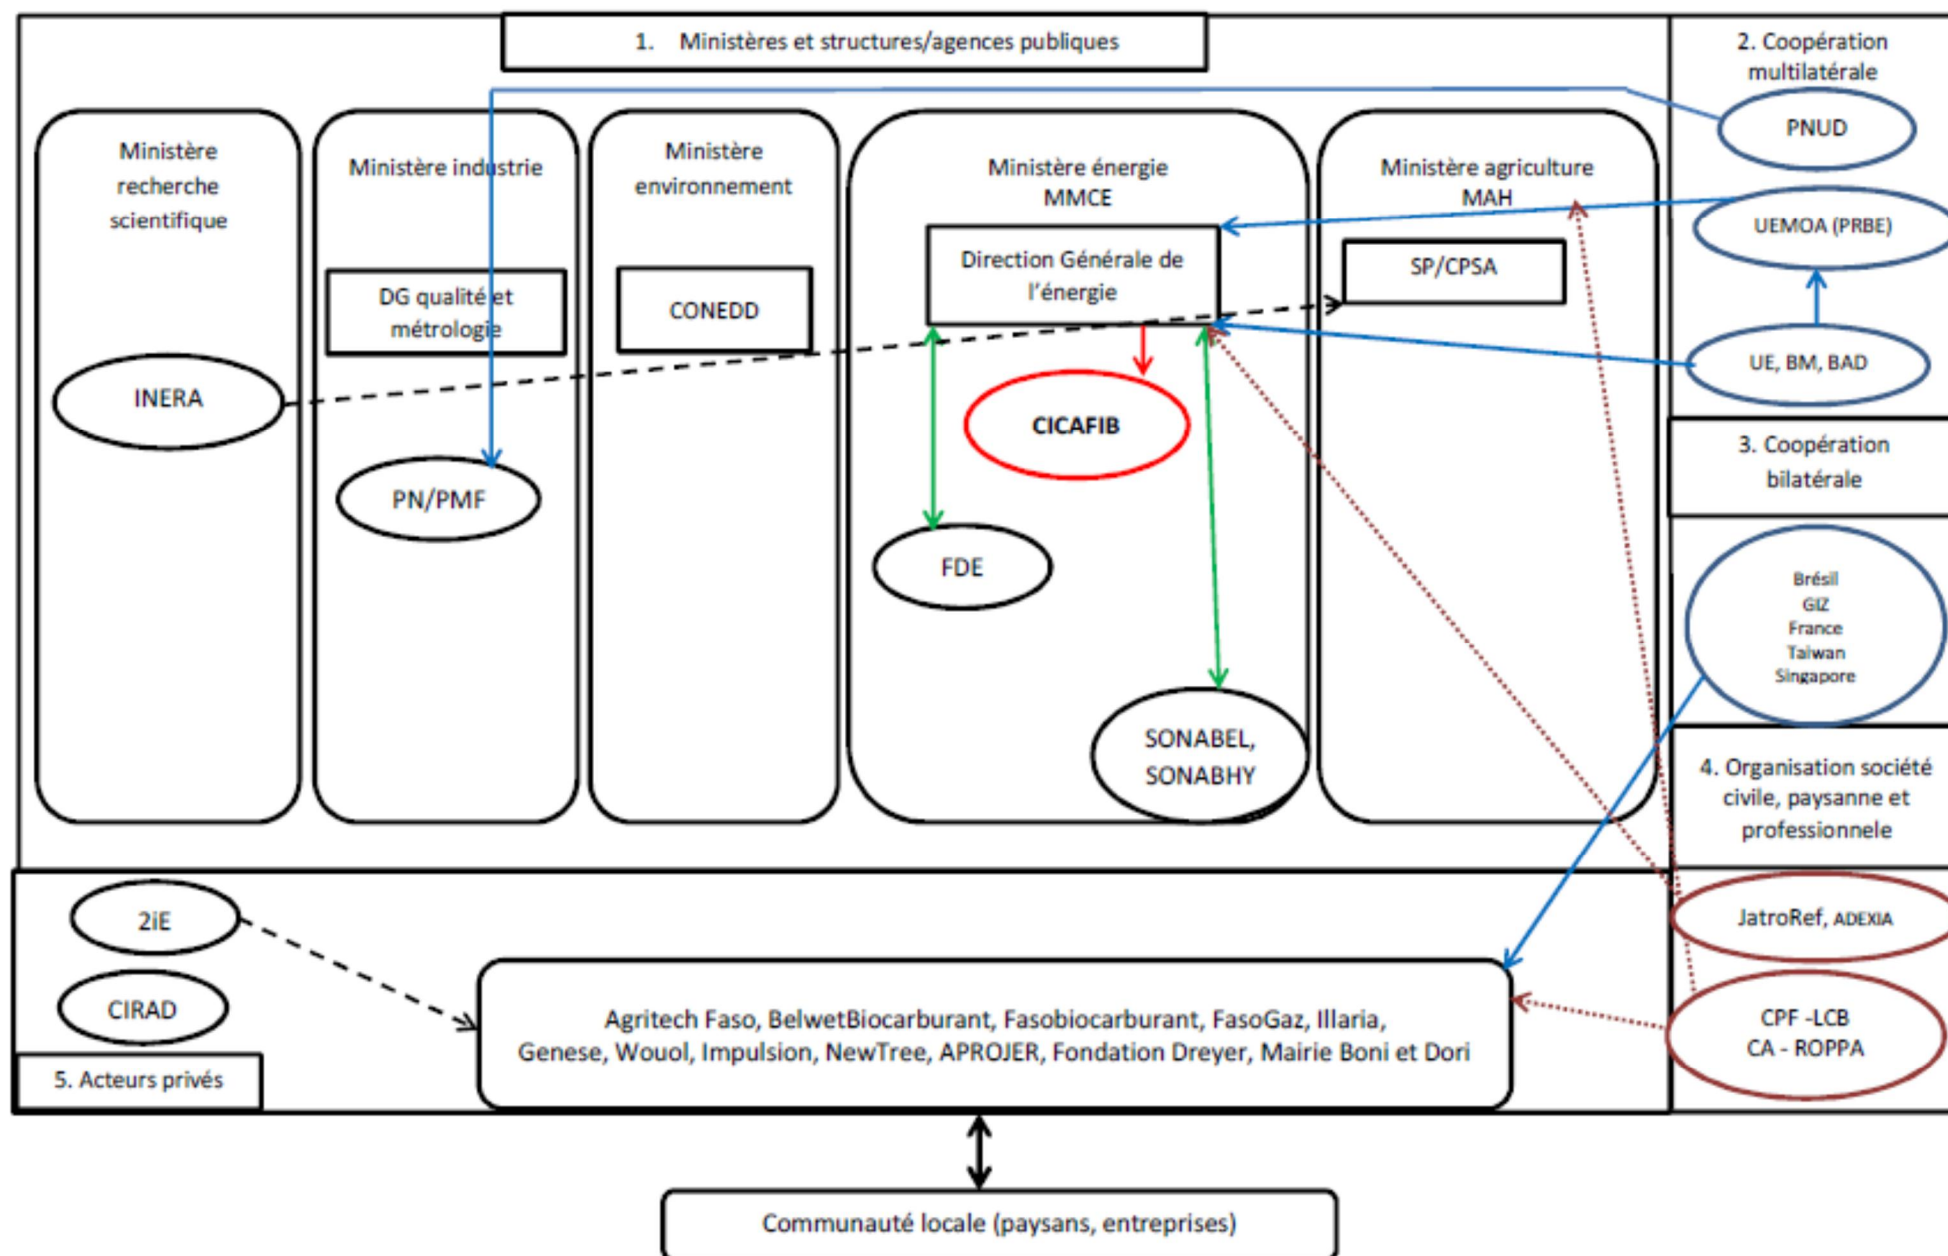 1. Ministères et structures/agences publiques
2. Coopération
multilatérale
PNUD
UEMOA (PRBE)
UE, BM, BAD
Ministère
recherche
scientifique
INERA
Ministère industrie
DG qualité et
métrologie
PN/PMF
Ministère
environnement
CONEDD
Ministère énergie
MMCE
Direction Générale de
l'énergie
CICAFIB
FDE
SONABEL,
SONABHY
Ministère agriculture
MAH
SP/CPSA
3. Coopération
bilatérale
Brésil
GIZ
France
Taiwan
Singapore
4. Organisation société
civile, paysanne et
professionnele
JatroRef, ADEXIA
CPF -LCB
CA - ROPPA
2iE
CIRAD
5. Acteurs privés
Agritech Faso, BelwetBiocarburant, Fasobiocarburant, FasoGaz, Illaria,
Genese, Wouol, Impulsion, NewTree, APROJER, Fondation Dreyer, Mairie Boni et Dori
Communauté locale (paysans, entreprises)